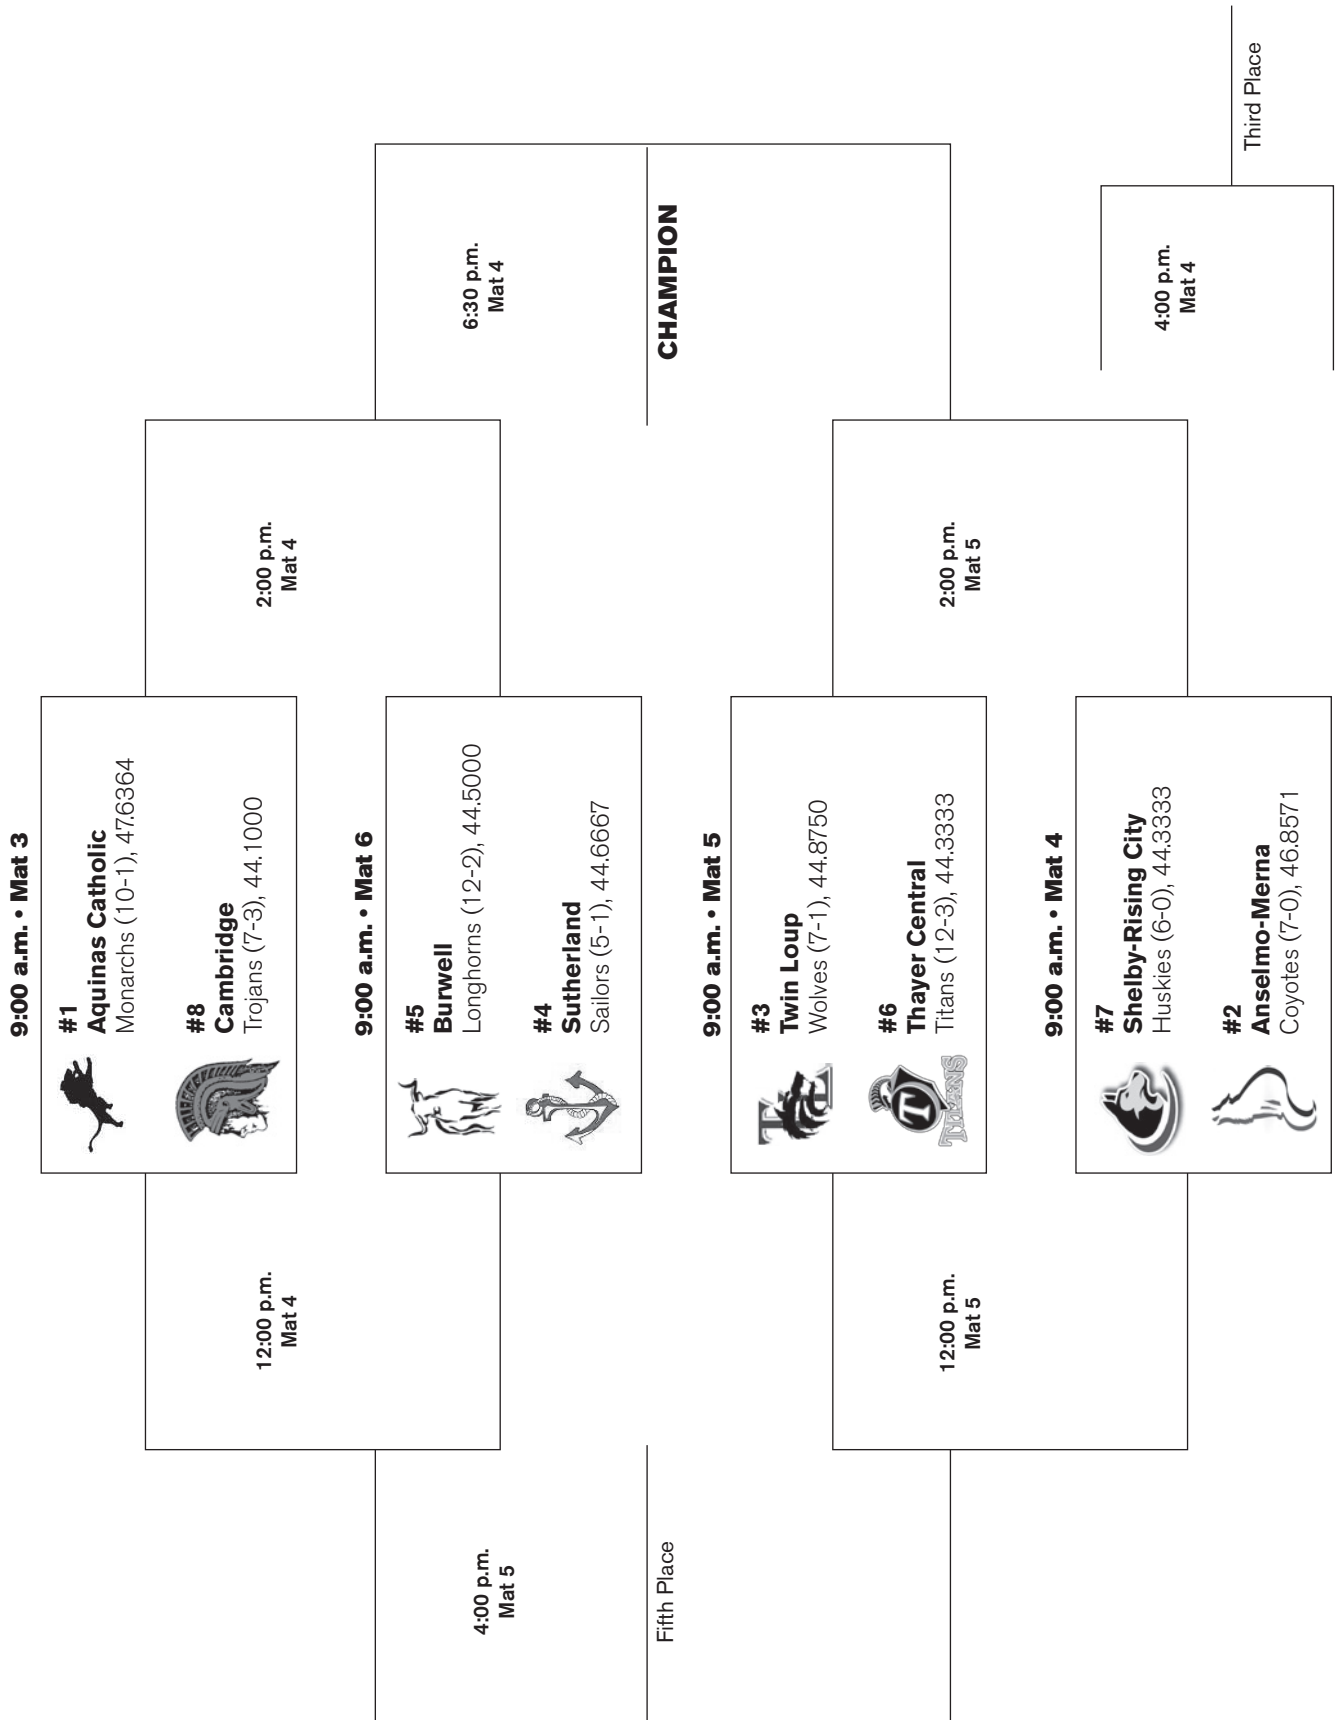 9:00 a.m. • Mat 3
#1
Aquinas Catholic
Monarchs (10-1), 47.6364
#8
Cambridge
Trojans (7-3), 44.1000
9:00 a.m. • Mat 6
#5
Burwell
Longhorns (12-2), 44.5000
#4
Sutherland
Sailors (5-1), 44.6667
9:00 a.m. • Mat 5
#3
Twin Loup
Wolves (7-1), 44.8750
#6
Thayer Central
Titans (12-3), 44.3333
T
TITANS
9:00 a.m. • Mat 4
#7
Shelby-Rising City
Huskies (6-0), 44.3333
#2
Anselmo-Merna
Coyotes (7-0), 46.8571
12:00 p.m.
Mat 4
12:00 p.m.
Mat 5
4:00 p.m.
Mat 5
Fifth Place
2:00 p.m.
Mat 4
2:00 p.m.
Mat 5
6:30 p.m.
Mat 4
CHAMPION
4:00 p.m.
Mat 4
Third Place